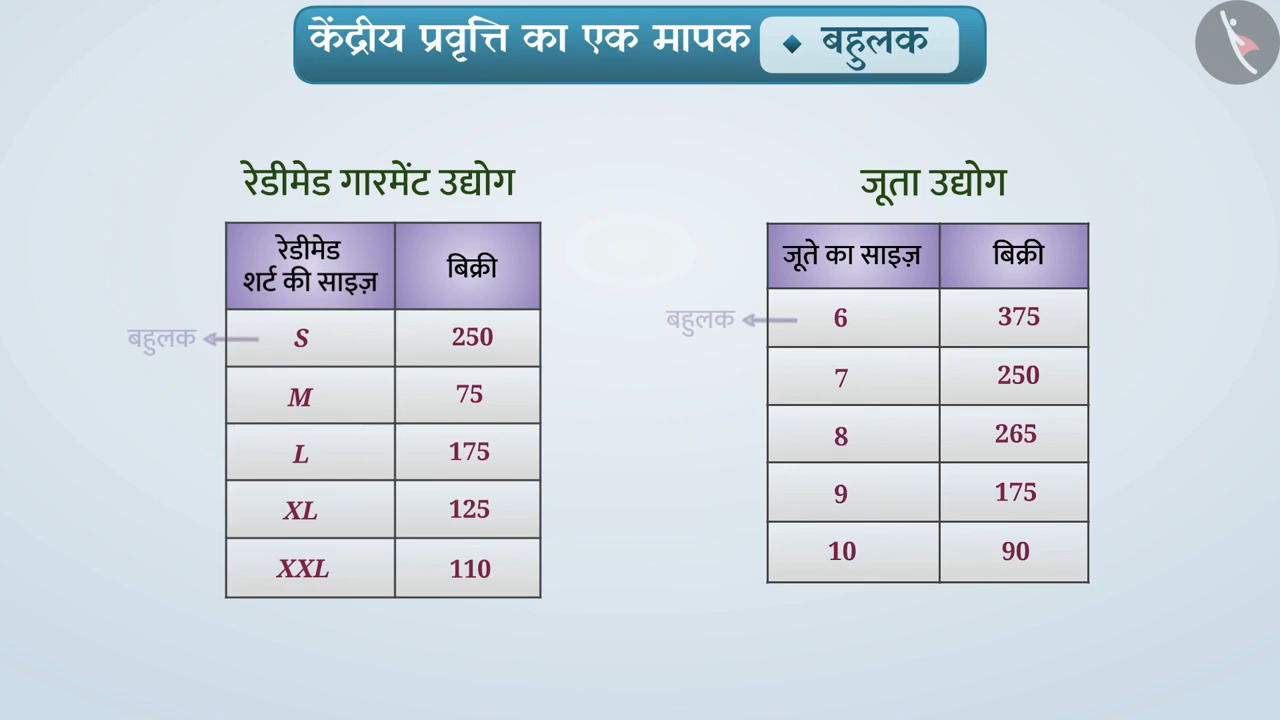 केंद्रीय प्रवृत्ति का एक मापक ◆ बहुलक
रेडीमेड गारमेंट उद्योग
रेडीमेड
शर्ट की साइज़
बिक्री
बहुलक
S 250
M 75
L 175
XL 125
XXL 110
जूता उद्योग
जूते का साइज़ बिक्री
बहुलक
6 375
7 250
8 265
9 175
10 90